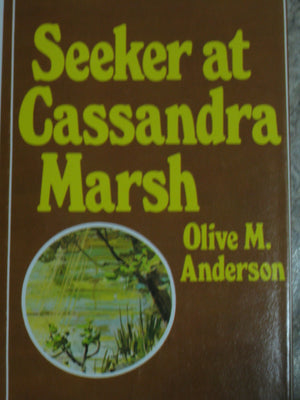 Seeker at
Cassandra
Marsh
Olive M.
Anderson